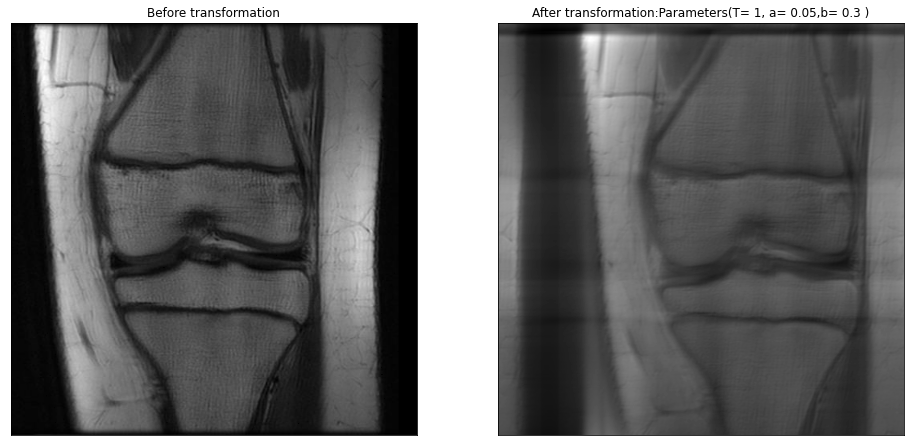 Before transformation
After transformation:Parameters(T= 1, a= 0.05,b= 0.3 )